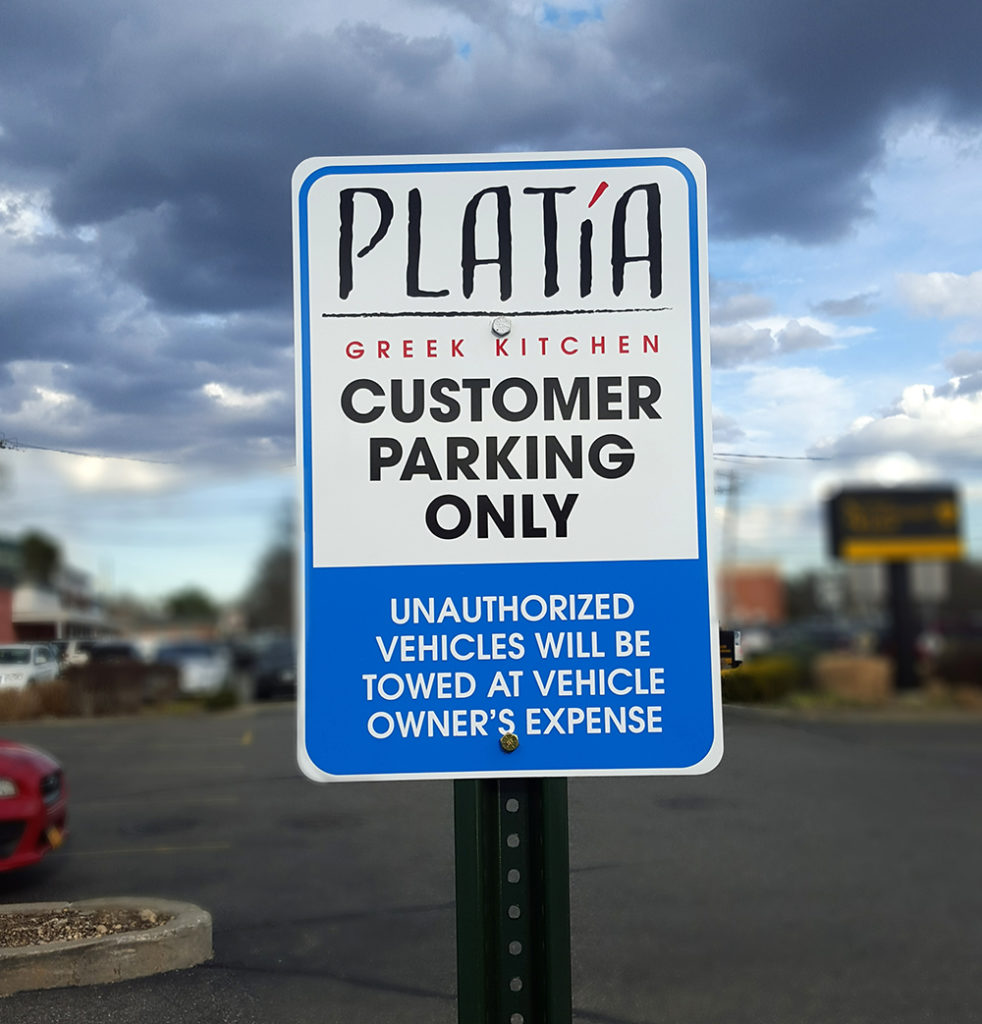 PLATíA
GREEK KITCHEN
CUSTOMER
PARKING
ONLY
UNAUTHORIZED
VEHICLES WILL BE
TOWED AT VEHICLE
OWNER'S EXPENSE